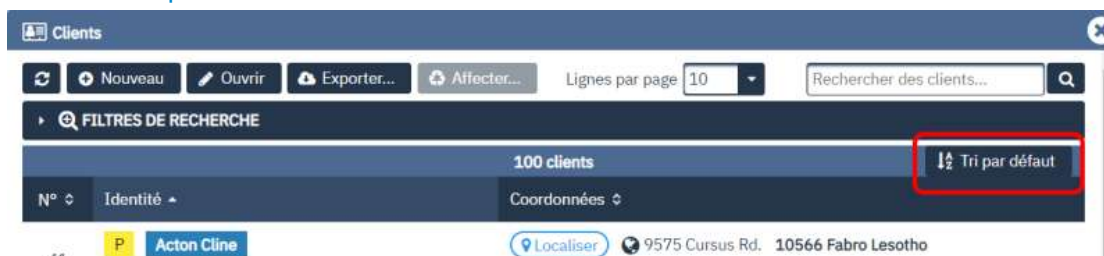 Clients
Nouveau Ouvrir Exporter... Affecter... Lignes par page 10 Rechercher des clients...
FILTRES DE RECHERCHE
100 clients Tri par défaut
N° Identité Coordonnées
P Acton Cline Localiser 9575 Cursus Rd. 10566 Fabro Lesotho